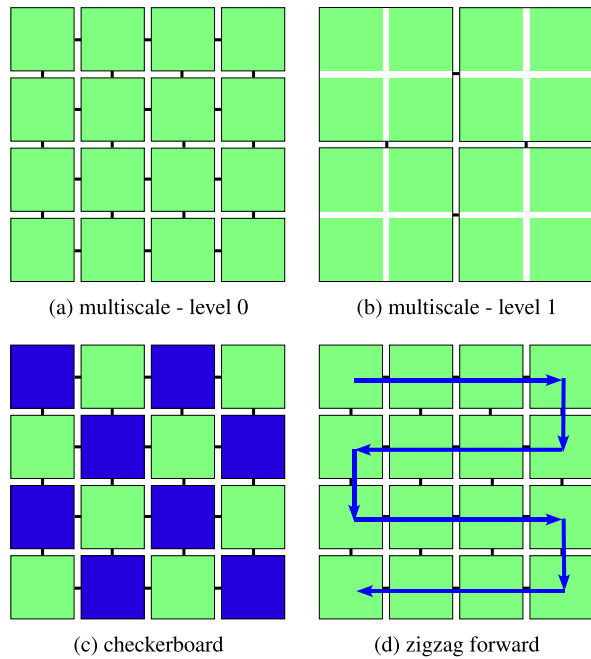 (a) multiscale - level 0
(b) multiscale - level 1
(c) checkerboard
(d) zigzag forward